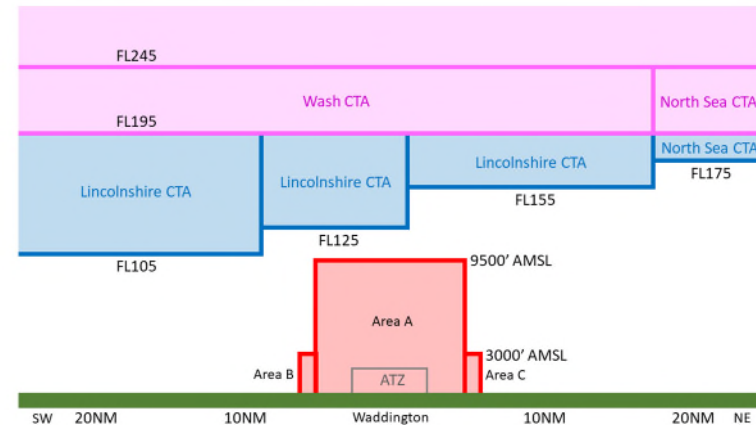 FL245
Wash CTA
North Sea CTA
FL195
North Sea CTA
Lincolnshire CTA
Lincolnshire CTA
Lincolnshire CTA
FL175
FL155
FL125
FL105
9500' AMSL
Area A
3000' AMSL
Area B
ATZ
Area C
SW 20NM 10NM Waddington 10NM 20NM NE